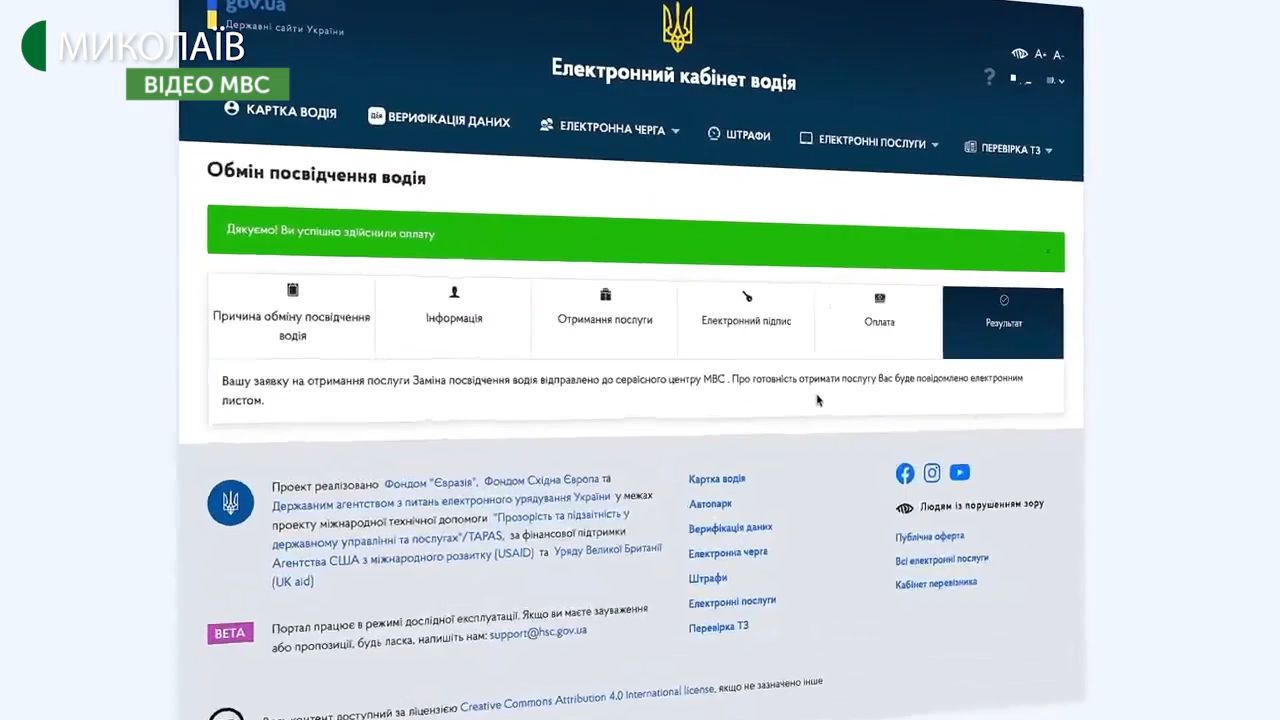 gov.ua
Державні сайти України
МИКОЛАЇВ
ВІДЕО МВС
Електронний кабінет водія
A+ A-
?
КАРТКА ВОДІЯ
Дія ВЕРИФІКАЦІЯ ДАНИХ
ЕЛЕКТРОННА ЧЕРГА
ШТРАФИ
ЕЛЕКТРОННІ ПОСЛУГИ
ПЕРЕВІРКА ТЗ
Обмін посвідчення водія
Дякуємо! Ви успішно здійснили оплату
Причина обміну посвідчення
водія
Інформація
Отримання послуги
Електронний підпис
Оплата
Результат
Вашу заявку на отримання послуги Заміна посвідчення водія відправлено до сервісного центру МВС . Про готовність отримати послугу Вас буде повідомлено електронним
листом.
Проект реалізовано Фондом "Євразія", Фондом Східна Європа та
Державним агентством з питань електронного урядування України у межах
проекту міжнародної технічної допомоги "Прозорість та підзвітність у
державному управлінні та послугах"/TAPAS, за фінансової підтримки
Агентства США з міжнародного розвитку (USAID) та Уряду Великої Британії
(UK aid)
BETA
Портал працює в режимі дослідної експлуатації. Якщо ви маєте зауваження
або пропозиції, будь ласка, напишіть нам: support@hsc.gov.ua
Картка водія
Автопарк
Верифікація даних
Електронна черга
Штрафи
Електронні послуги
Перевірка ТЗ
Людям із порушенням зору
Публічна оферта
Всі електронні послуги
Кабінет перевізника
контент доступний за ліцензією Creative Commons Attribution 4.0 International license, якщо не зазначено інше